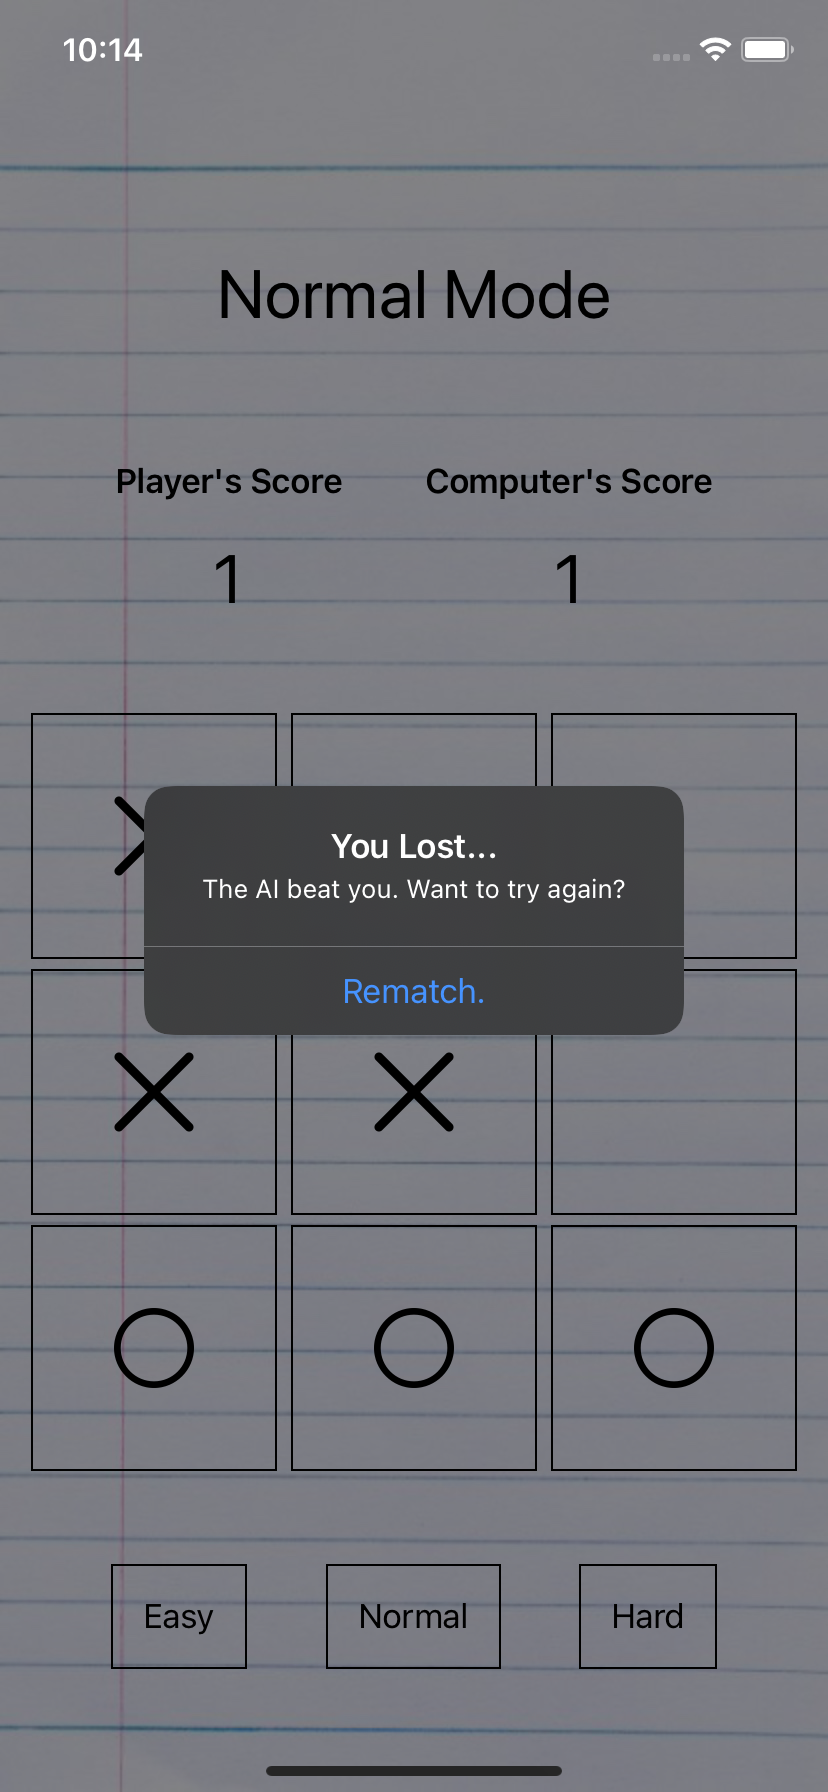 10:14
Normal Mode
Player's Score Computer's Score
1 1
You Lost...
The AI beat you. Want to try again?
Rematch.
Easy Normal Hard